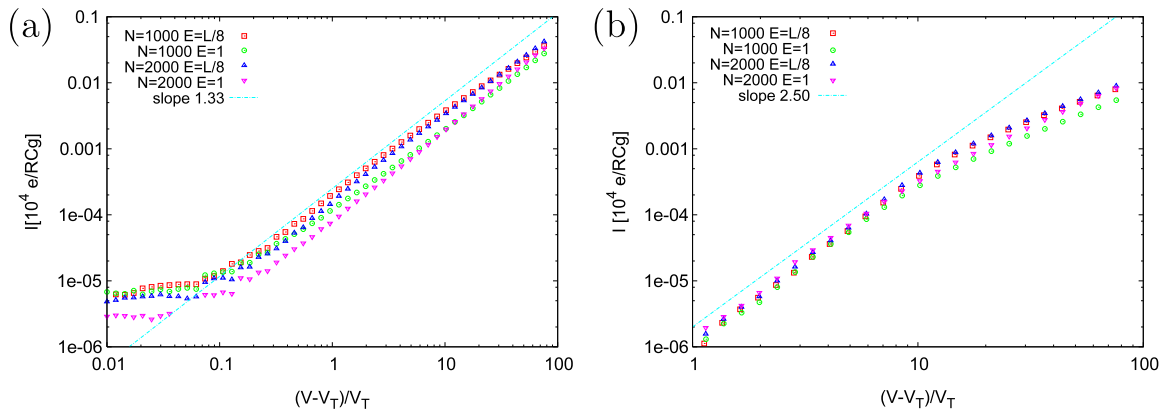 (a)
N=1000 E=L/8
N=1000 E=1
N=2000 E=L/8
N=2000 E=1
slope 1.33
0.1
0.01
0.001
1e-04
1e-05
1e-06
I[10^4 e/RCg]
0.01 0.1 1 10 100
(V-V_T)/V_T
(b)
N=1000 E=L/8
N=1000 E=1
N=2000 E=L/8
N=2000 E=1
slope 2.50
0.1
0.01
0.001
1e-04
1e-05
1e-06
I [10^4 e/RCg]
1 10 100
(V-V_T)/V_T